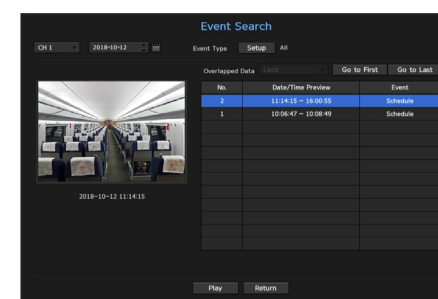 Event Search
CH 1 2018-10-12 Event Type Setup All
Overlapped Data List0 Go to First Go to Last
No. Date/Time Preview Event
2 11:14:15 ~ 16:00:55 Schedule
1 10:06:47 ~ 10:08:49 Schedule
2018-10-12 11:14:15
Play Return